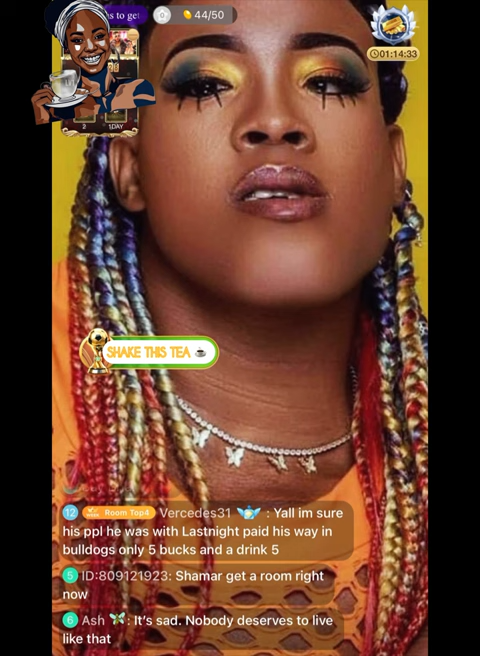 is to get
44/50
01:14:33
2
1DAY
SHAKE THIS TEA
12 Room Top4 Vercedes31 : Yall im sure
his ppl he was with Lastnight paid his way in
bulldogs only 5 bucks and a drink 5
5 ID:809121923: Shamar get a room right
now
6 Ash : It's sad. Nobody deserves to live
like that